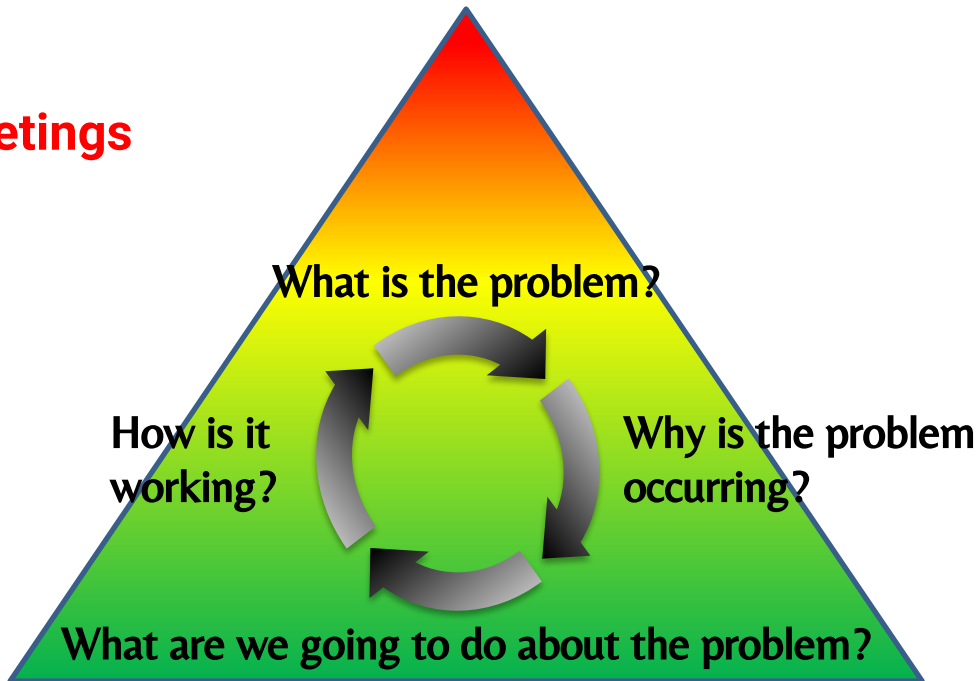 etings
What is the problem?
How is it
working?
Why is the problem
occurring?
What are we going to do about the problem?